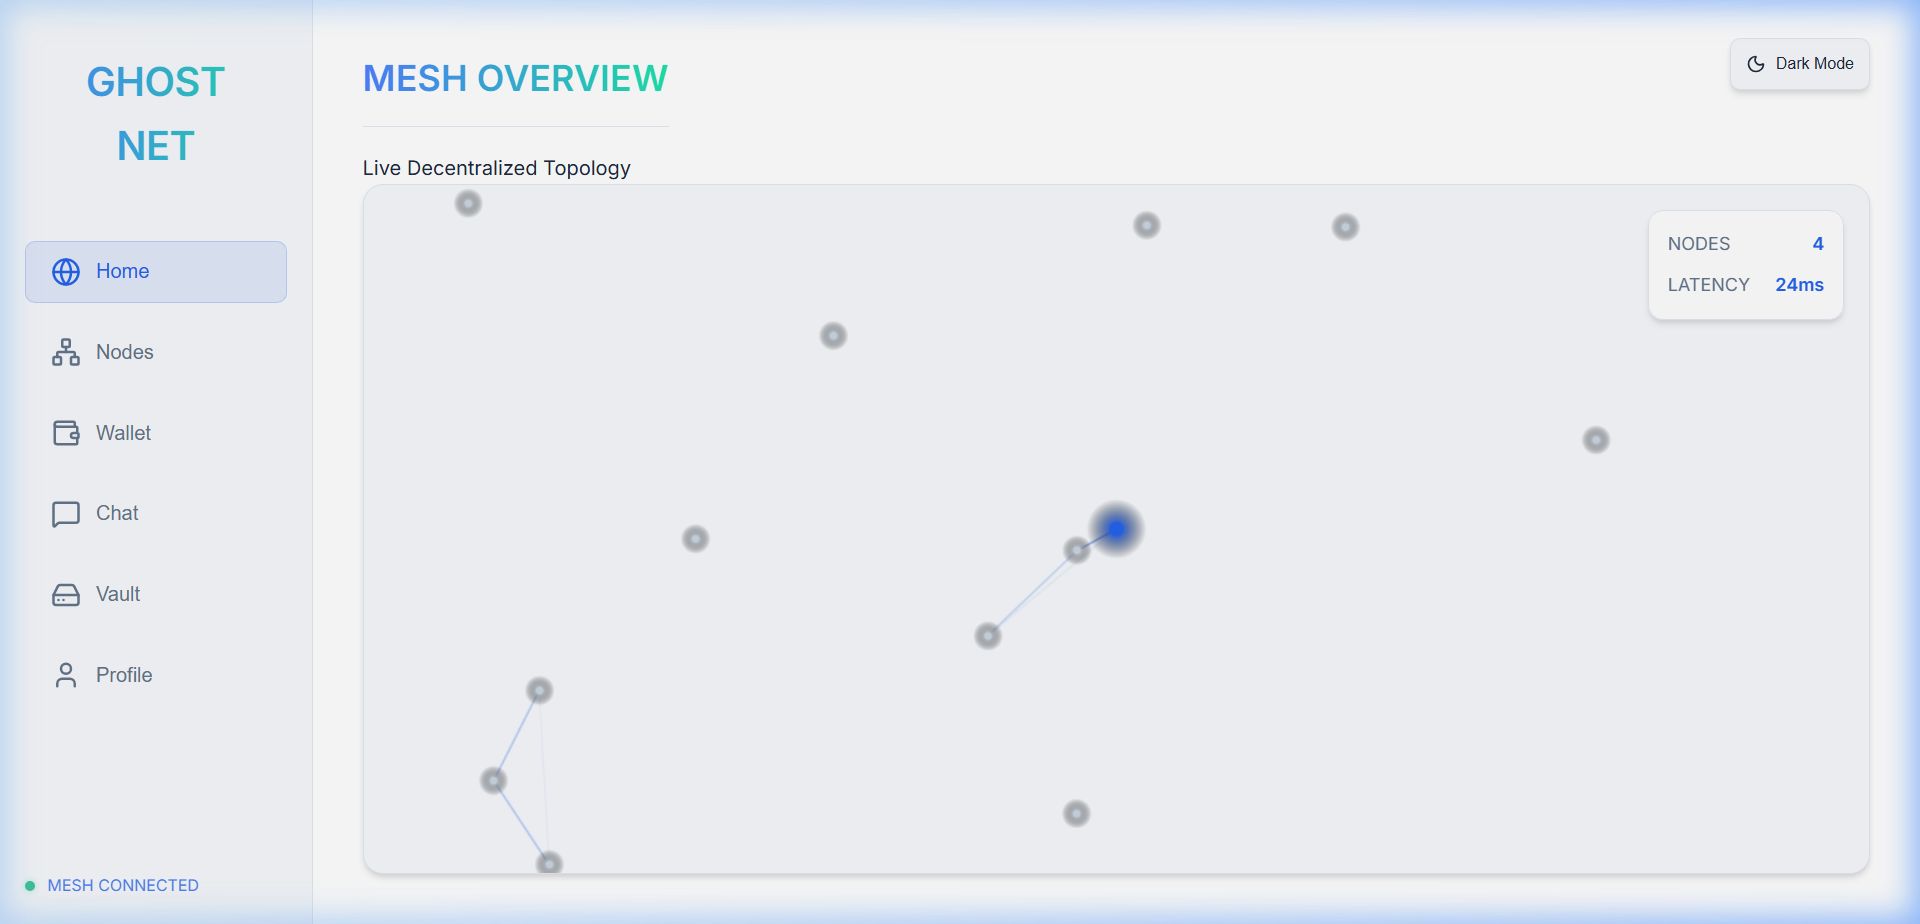 GHOST
NET
Home
Nodes
Wallet
Chat
Vault
Profile
MESH CONNECTED
MESH OVERVIEW
Dark Mode
Live Decentralized Topology
NODES 4
LATENCY 24ms